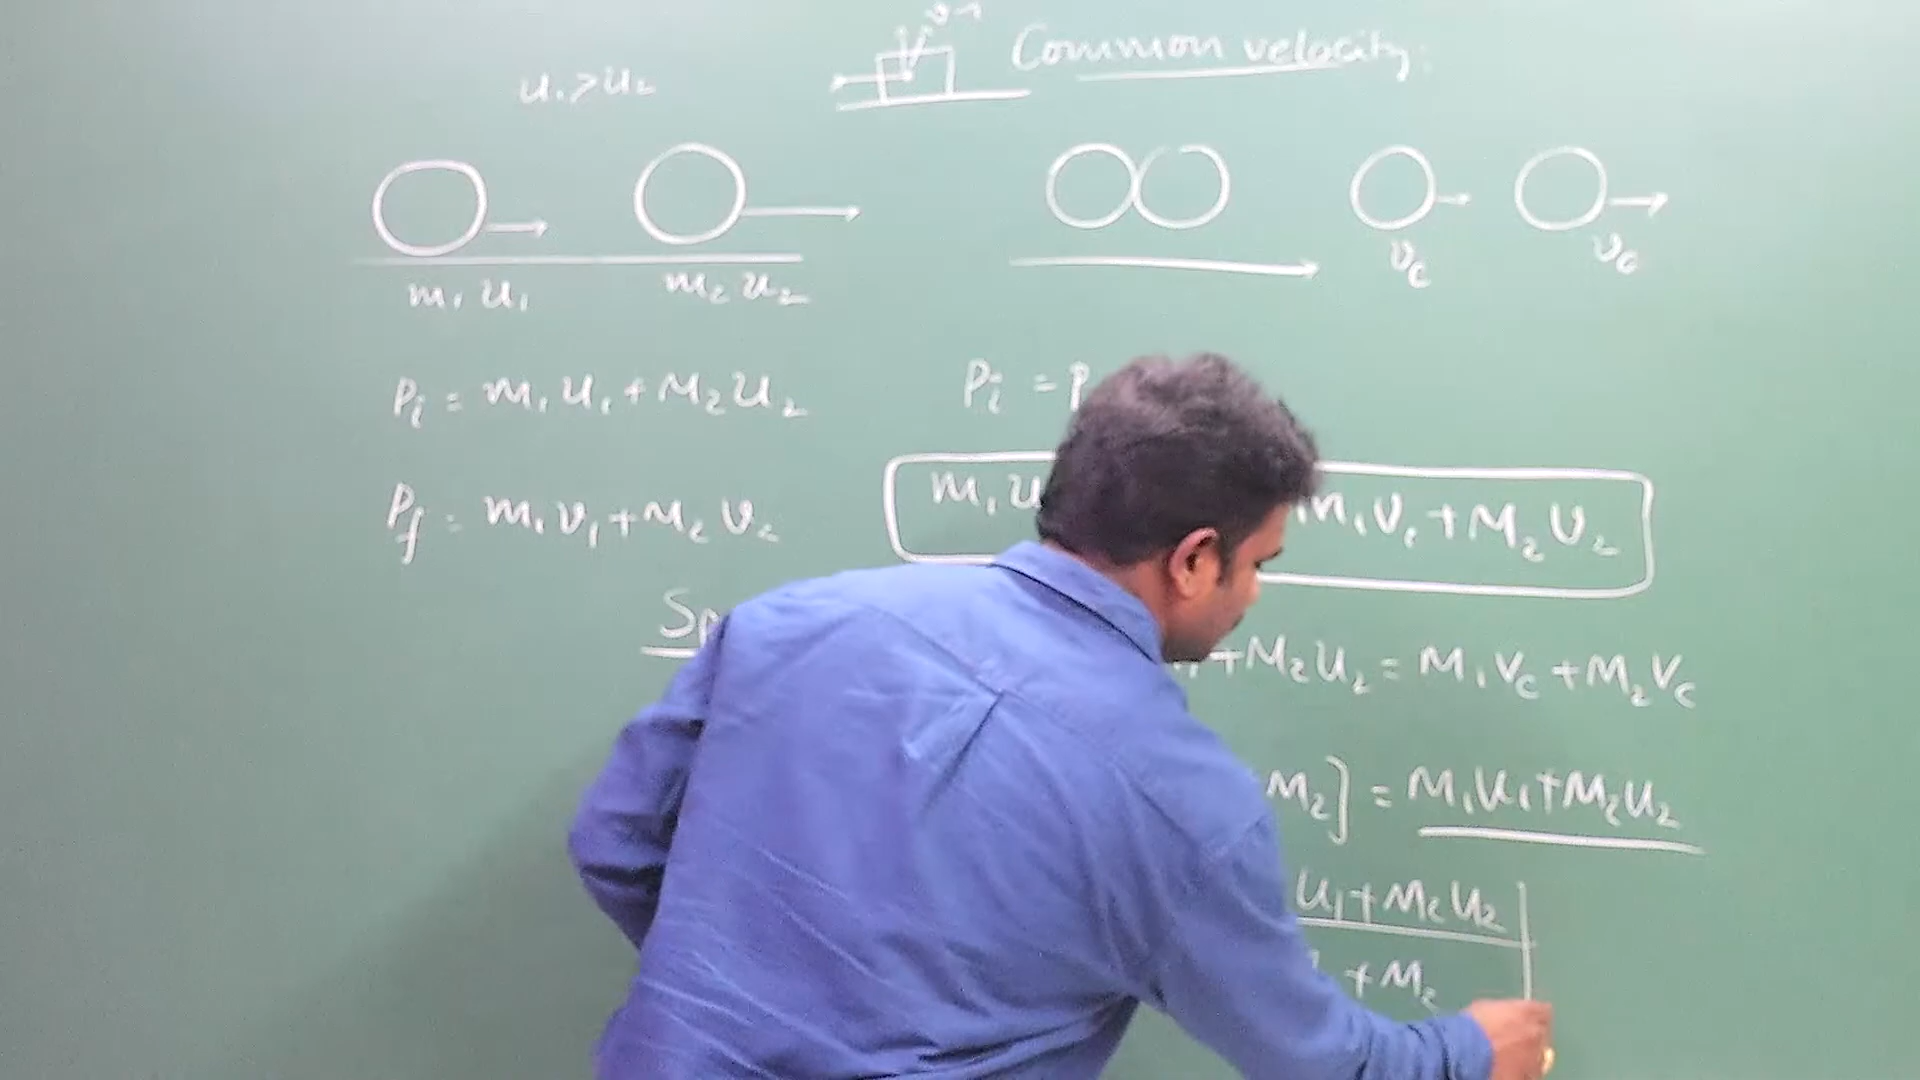 Common velocity:
u₁ > u₂
v_c
v_c
m₁ u₁
m₂ u₂
P_i = m₁ u₁ + M₂ u₂
P_i =
P_f = m₁ v₁ + M₂ v₂
m₁ u
m₁ v₁ + M₂ v₂
+ M₂ u₂ = M₁ V_c + M₂ V_c
M₂] = M₁ u₁ + M₂ u₂
u₁ + M₂ u₂
+ M₂